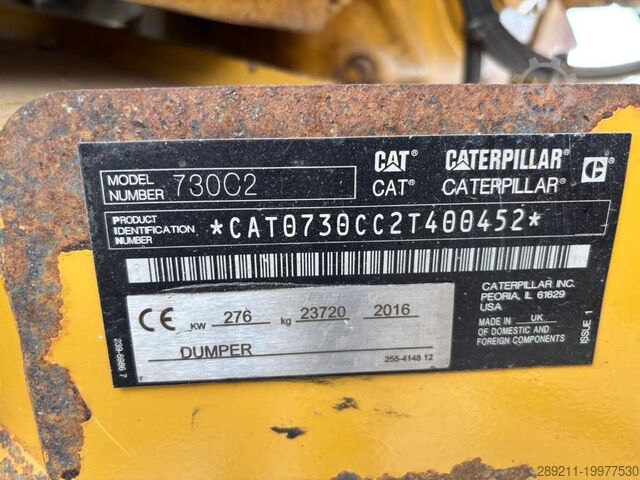 MODEL NUMBER 730C2
CAT CATERPILLAR C
CAT® CATERPILLAR®
PRODUCT IDENTIFICATION NUMBER *CAT0730CC2T400452*
CATERPILLAR INC.
PEORIA, IL 61629
USA
CE KW 276 kg 23720 2016
DUMPER
255-4148 12
MADE IN UK
OF DOMESTIC AND
FOREIGN COMPONENTS
ISSUE 1
239-6986 7
289211-19977530